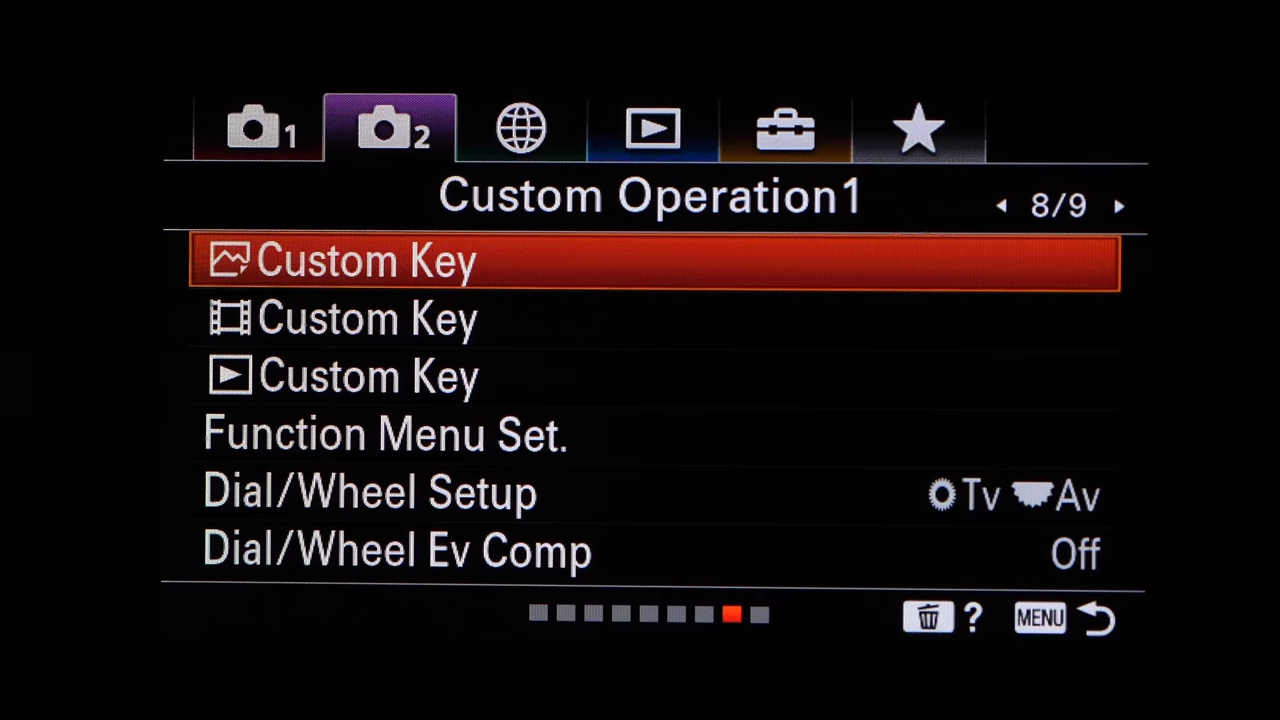 1 2
Custom Operation1 8/9
Custom Key
Custom Key
Custom Key
Function Menu Set.
Dial/Wheel Setup Tv Av
Dial/Wheel Ev Comp Off
? MENU